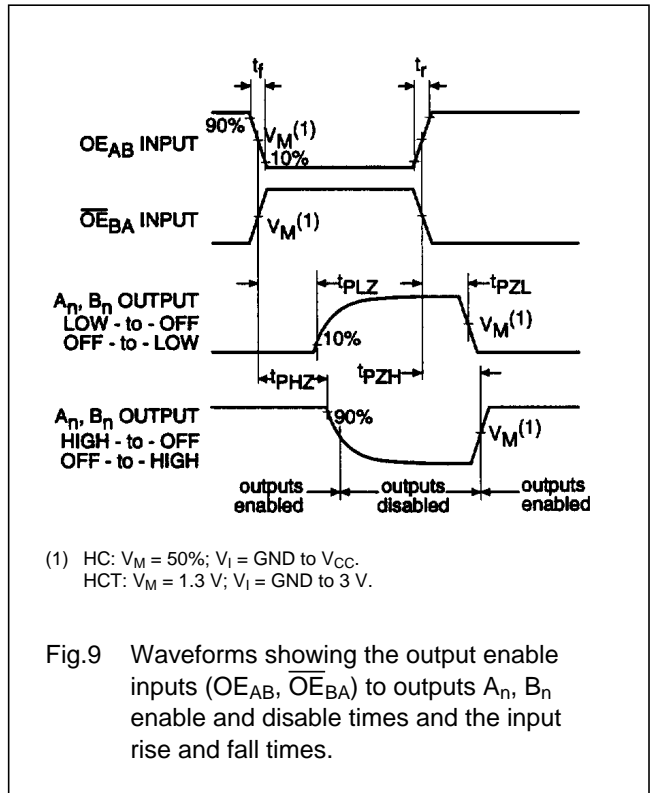 tf
tr
90%
VM(1)
OEAB INPUT
10%
OEBA INPUT
VM(1)
tPLZ
tPZL
An, Bn OUTPUT
LOW - to - OFF
OFF - to - LOW
VM(1)
10%
tPHZ
tPZH
An, Bn OUTPUT
HIGH - to - OFF
OFF - to - HIGH
90%
VM(1)
outputs enabled
outputs disabled
outputs enabled
(1) HC: VM = 50%; VI = GND to VCC.
HCT: VM = 1.3 V; VI = GND to 3 V.
Fig.9 Waveforms showing the output enable
inputs (OEAB, OEBA) to outputs An, Bn
enable and disable times and the input
rise and fall times.